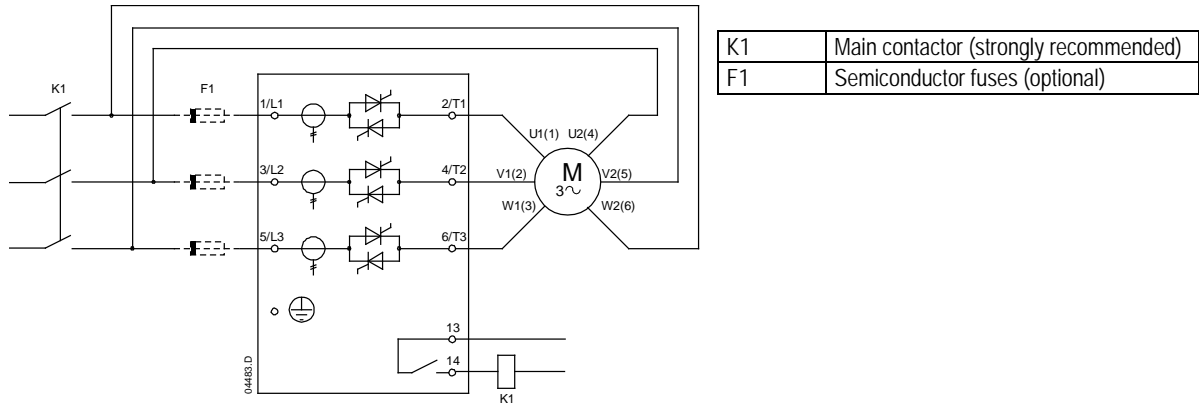 K1 Main contactor (strongly recommended)
F1 Semiconductor fuses (optional)
K1
F1
1/L1
2/T1
U1(1) U2(4)
3/L2
4/T2
V1(2)
M
3~
V2(5)
W1(3)
W2(6)
5/L3
6/T3
13
14
K1
04483.D